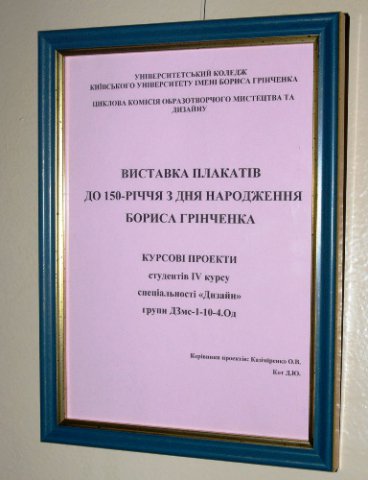 УНІВЕРСИТЕТСЬКИЙ КОЛЕДЖ
КИЇВСЬКОГО УНІВЕРСИТЕТУ ІМЕНІ БОРИСА ГРІНЧЕНКА
ЦИКЛОВА КОМІСІЯ ОБРАЗОТВОРЧОГО МИСТЕЦТВА ТА
ДИЗАЙНУ
ВИСТАВКА ПЛАКАТІВ
ДО 150-РІЧЧЯ З ДНЯ НАРОДЖЕННЯ
БОРИСА ГРІНЧЕНКА
КУРСОВІ ПРОЕКТИ
студентів IV курсу
спеціальності «Дизайн»
групи ДЗмс-1-10-4.Од
Керівники проектів: Казіміренко О.В.
Кот Д.Ю.